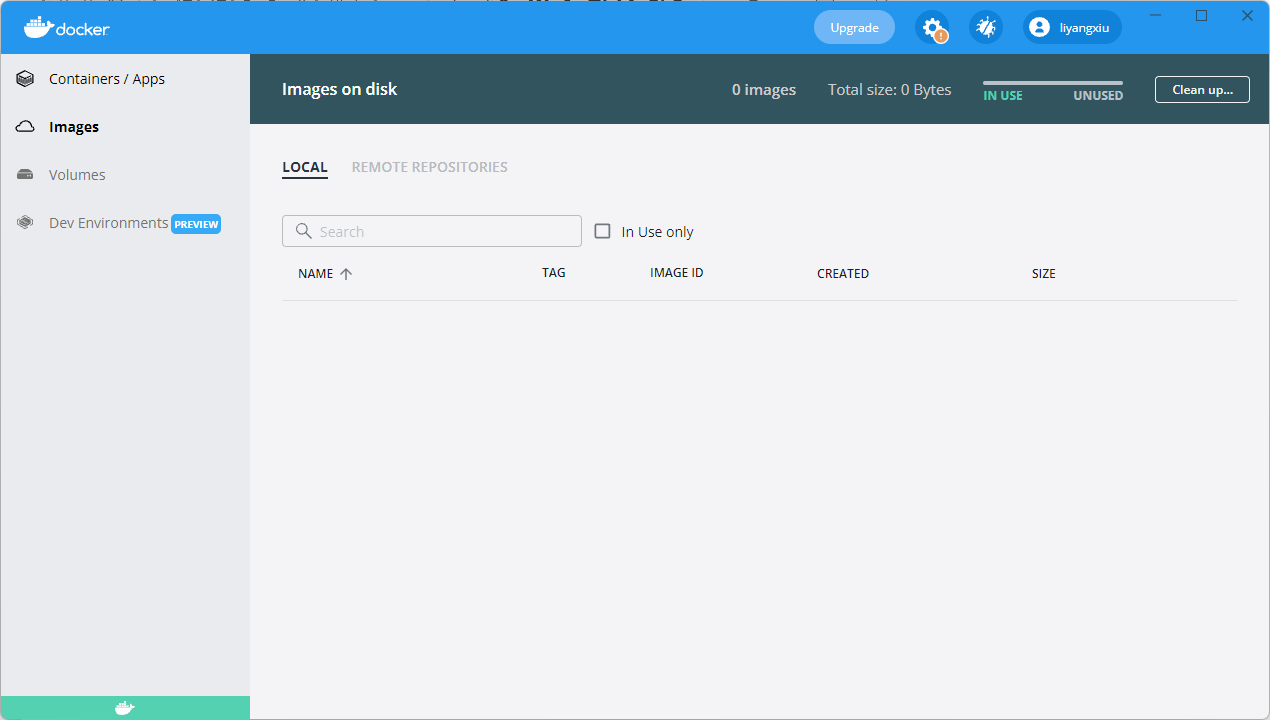 docker
Upgrade
liyangxiu
Containers / Apps
Images
Volumes
Dev Environments PREVIEW
Images on disk
0 images
Total size: 0 Bytes
IN USE
UNUSED
Clean up...
LOCAL
REMOTE REPOSITORIES
Search
In Use only
NAME
TAG
IMAGE ID
CREATED
SIZE